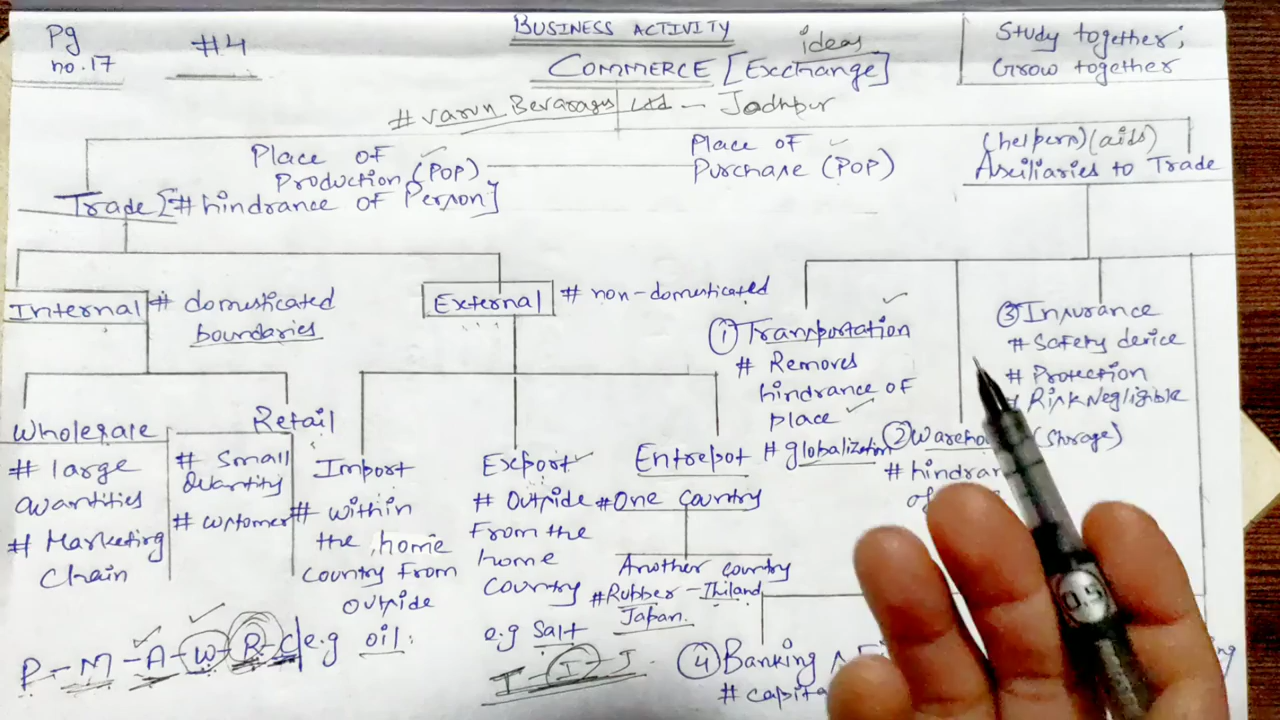 Pg no. 17
#4
BUSINESS ACTIVITY
ideas
COMMERCE [Exchange]
Study together;
Grow together
# varun Bevarages Ltd - Jodhpur
Place of
Production (POP)
Place of
Purchase (POP)
(helpers) (aids)
Auxiliaries to Trade
Trade [# hindrance of Person]
Internal # domesticated
boundaries
External # non-domesticated
Wholesale
# large
quantities
# Marketing
Chain
Retail
# Small
Quantity
# customer
Import
# within
the home
country from
outside
e.g oil.
Export
# Outside
from the
home
country
e.g Salt
Entrepot
# One country
Another country
# Rubber - Thiland
Japan.
P-M-A-W-R-C
T-I-J
① Transportation
# Removes
hindrance of
place
# globalization
② (Storage)
of
③ Insurance
# Safety device
# Protection
# Risk Negligible
④ Banking